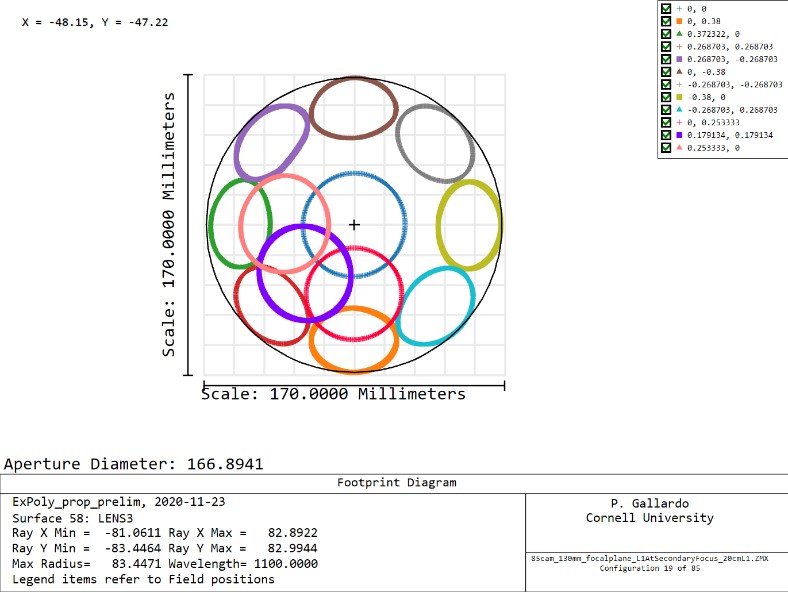 X = -48.15, Y = -47.22
0, 0
0, 0.38
0.372322, 0
0.268703, 0.268703
0.268703, -0.268703
0, -0.38
-0.268703, -0.268703
-0.38, 0
-0.268703, 0.268703
0, 0.253333
0.179134, 0.179134
0.253333, 0
Scale: 170.0000 Millimeters
Scale: 170.0000 Millimeters
Aperture Diameter: 166.8941
Footprint Diagram
ExPoly_prop_prelim, 2020-11-23
Surface 58: LENS3
Ray X Min = -81.0611 Ray X Max = 82.8922
Ray Y Min = -83.4464 Ray Y Max = 82.9944
Max Radius= 83.4471 Wavelength= 1100.0000
Legend items refer to Field positions
P. Gallardo
Cornell University
85cam_130mm_focalplane_L1AtSecondaryFocus_20cmL1.ZMX
Configuration 19 of 85